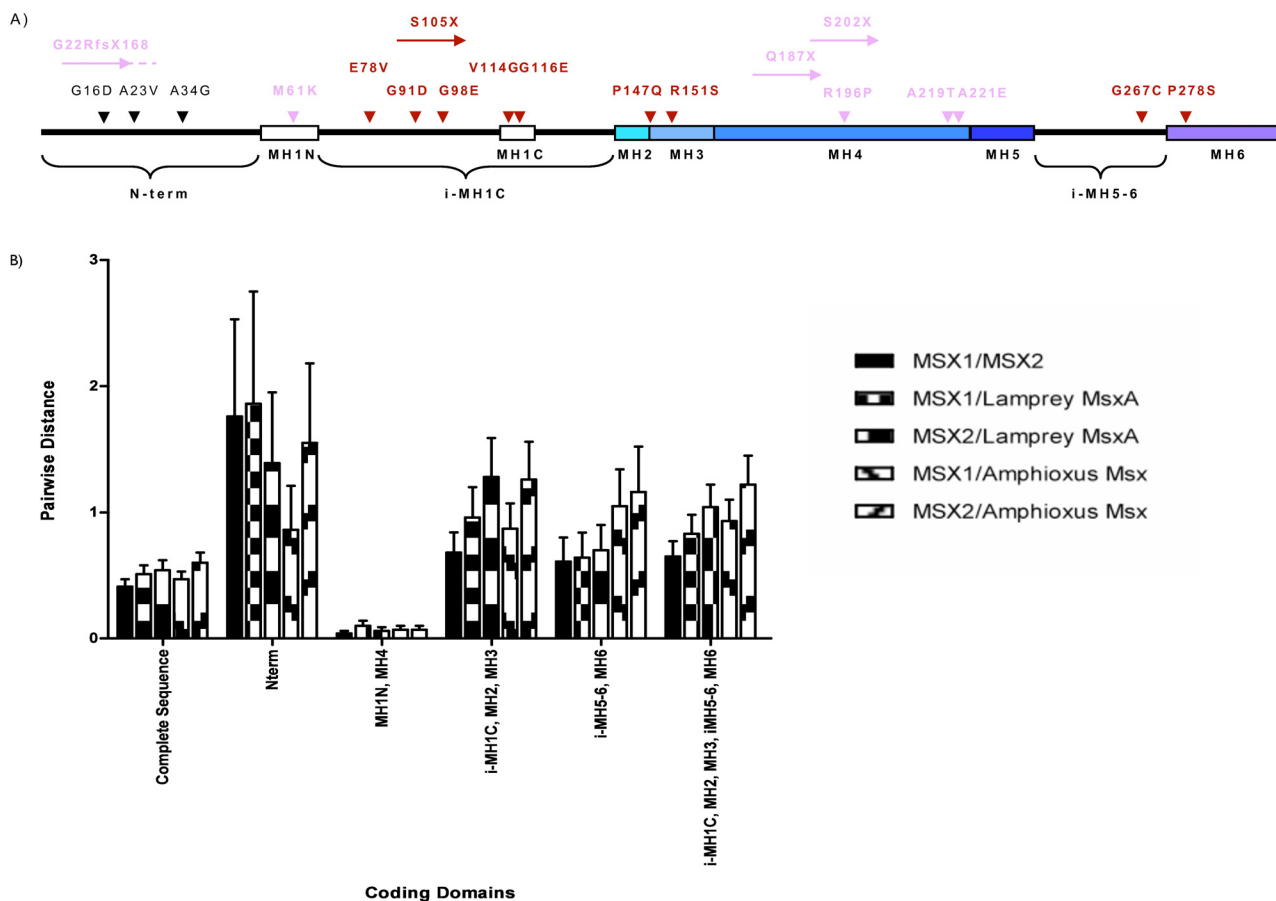 A)
S105X
S202X
G22RfsX168
Q187X
E78V
V114GG116E
G16D A23V A34G
M61K
G91D G98E
P147Q R151S
R196P
A219TA221E
G267C P278S
MH1N
MH1C
MH2
MH3
MH4
MH5
MH6
N-term
i-MH1C
i-MH5-6
B)
3
2
1
0
Pairwise Distance
MSX1/MSX2
MSX1/Lamprey MsxA
MSX2/Lamprey MsxA
MSX1/Amphioxus Msx
MSX2/Amphioxus Msx
Complete Sequence
Nterm
MH1N, MH4
i-MH1C, MH2, MH3
i-MH5-6, MH6
i-MH1C, MH2, MH3, iMH5-6, MH6
Coding Domains